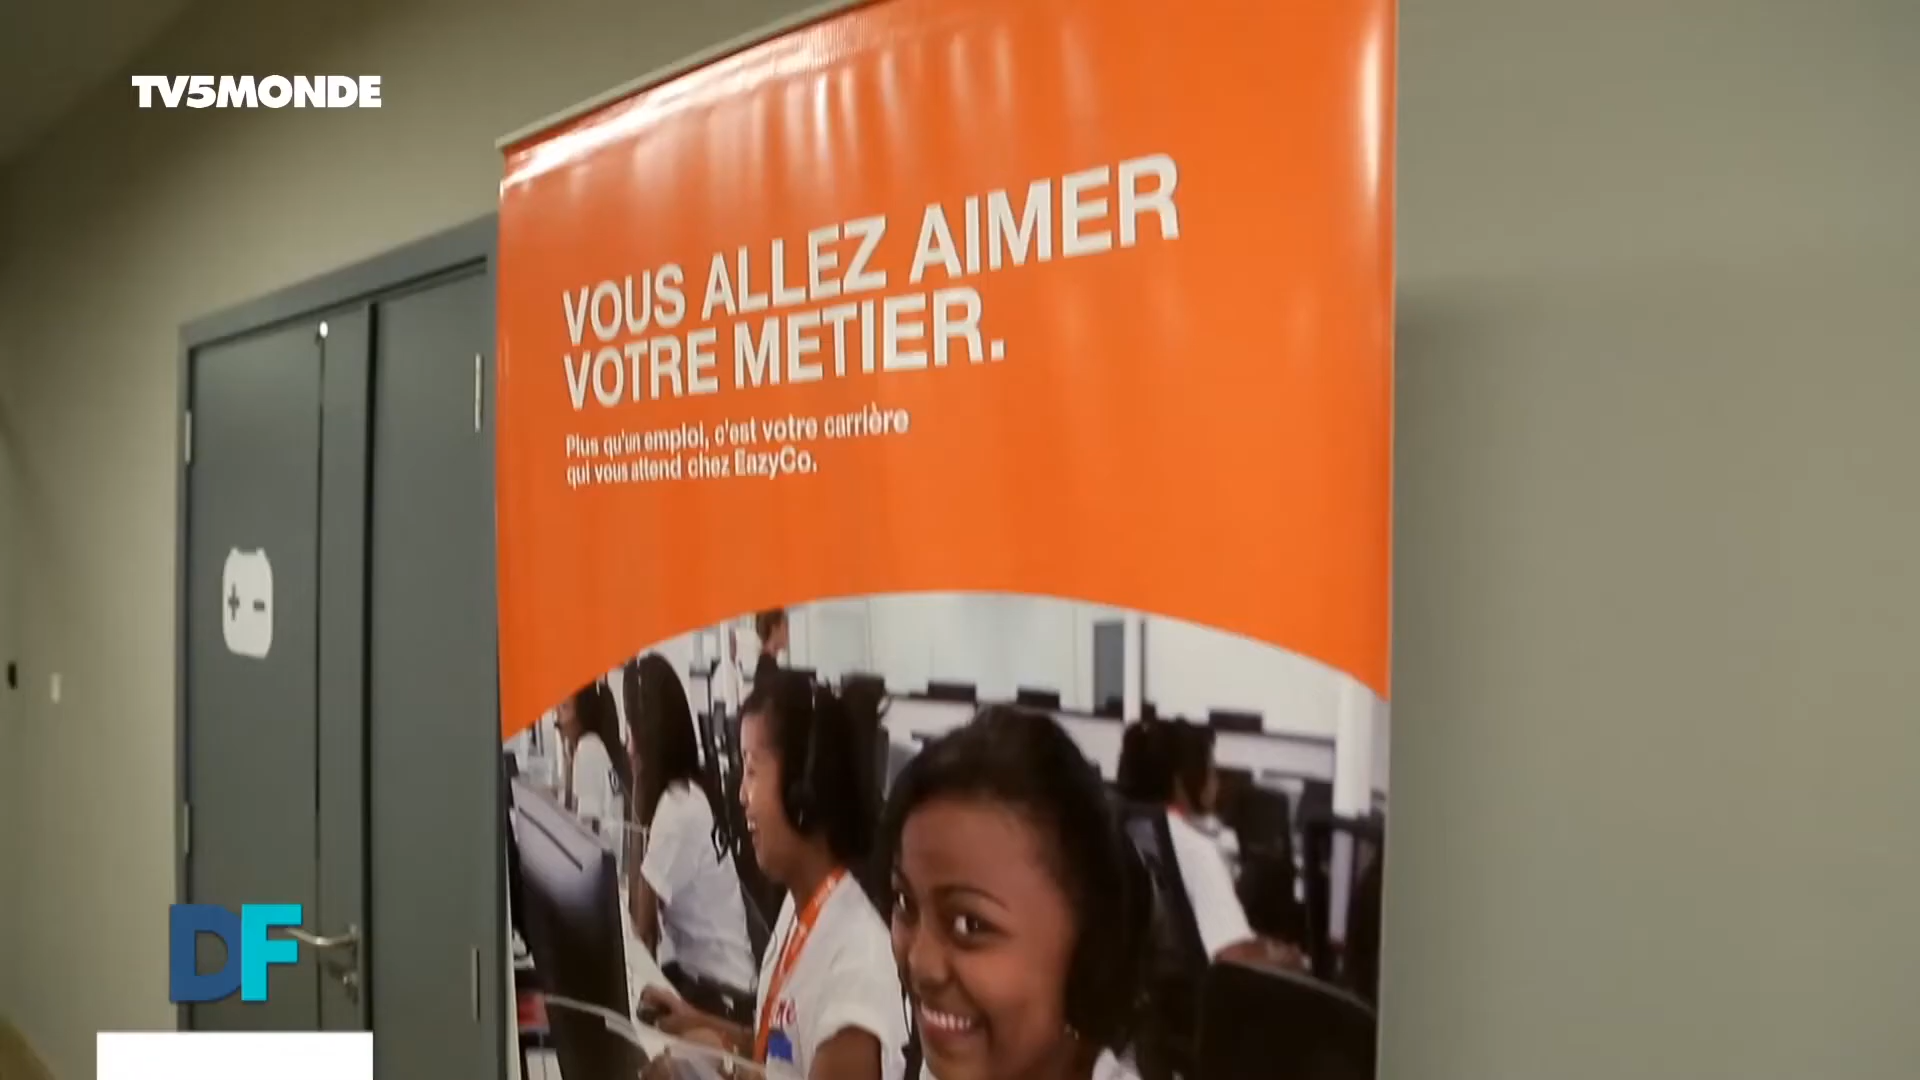 TV5MONDE
VOUS ALLEZ AIMER
VOTRE METIER.
Plus qu'un emploi, c'est votre carrière
qui vous attend chez EazyCo.
+ -
DF